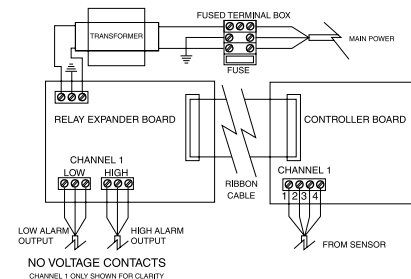 FUSED TERMINAL BOX
TRANSFORMER
MAIN POWER
FUSE
RELAY EXPANDER BOARD
CONTROLLER BOARD
CHANNEL 1
LOW HIGH
CHANNEL 1
1 2 3 4
RIBBON
CABLE
LOW ALARM
OUTPUT
HIGH ALARM
OUTPUT
FROM SENSOR
NO VOLTAGE CONTACTS
CHANNEL 1 ONLY SHOWN FOR CLARITY